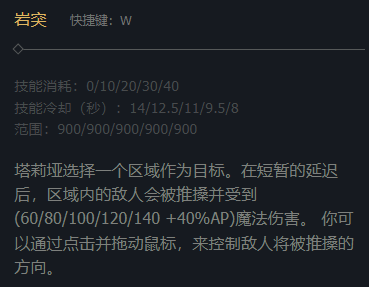 岩突 快捷键：W
技能消耗：0/10/20/30/40
技能冷却（秒）：14/12.5/11/9.5/8
范围：900/900/900/900/900
塔莉垭选择一个区域作为目标。在短暂的延迟
后，区域内的敌人会被推搡并受到
(60/80/100/120/140 +40%AP)魔法伤害。 你可
以通过点击并拖动鼠标，来控制敌人将被推搡的
方向。